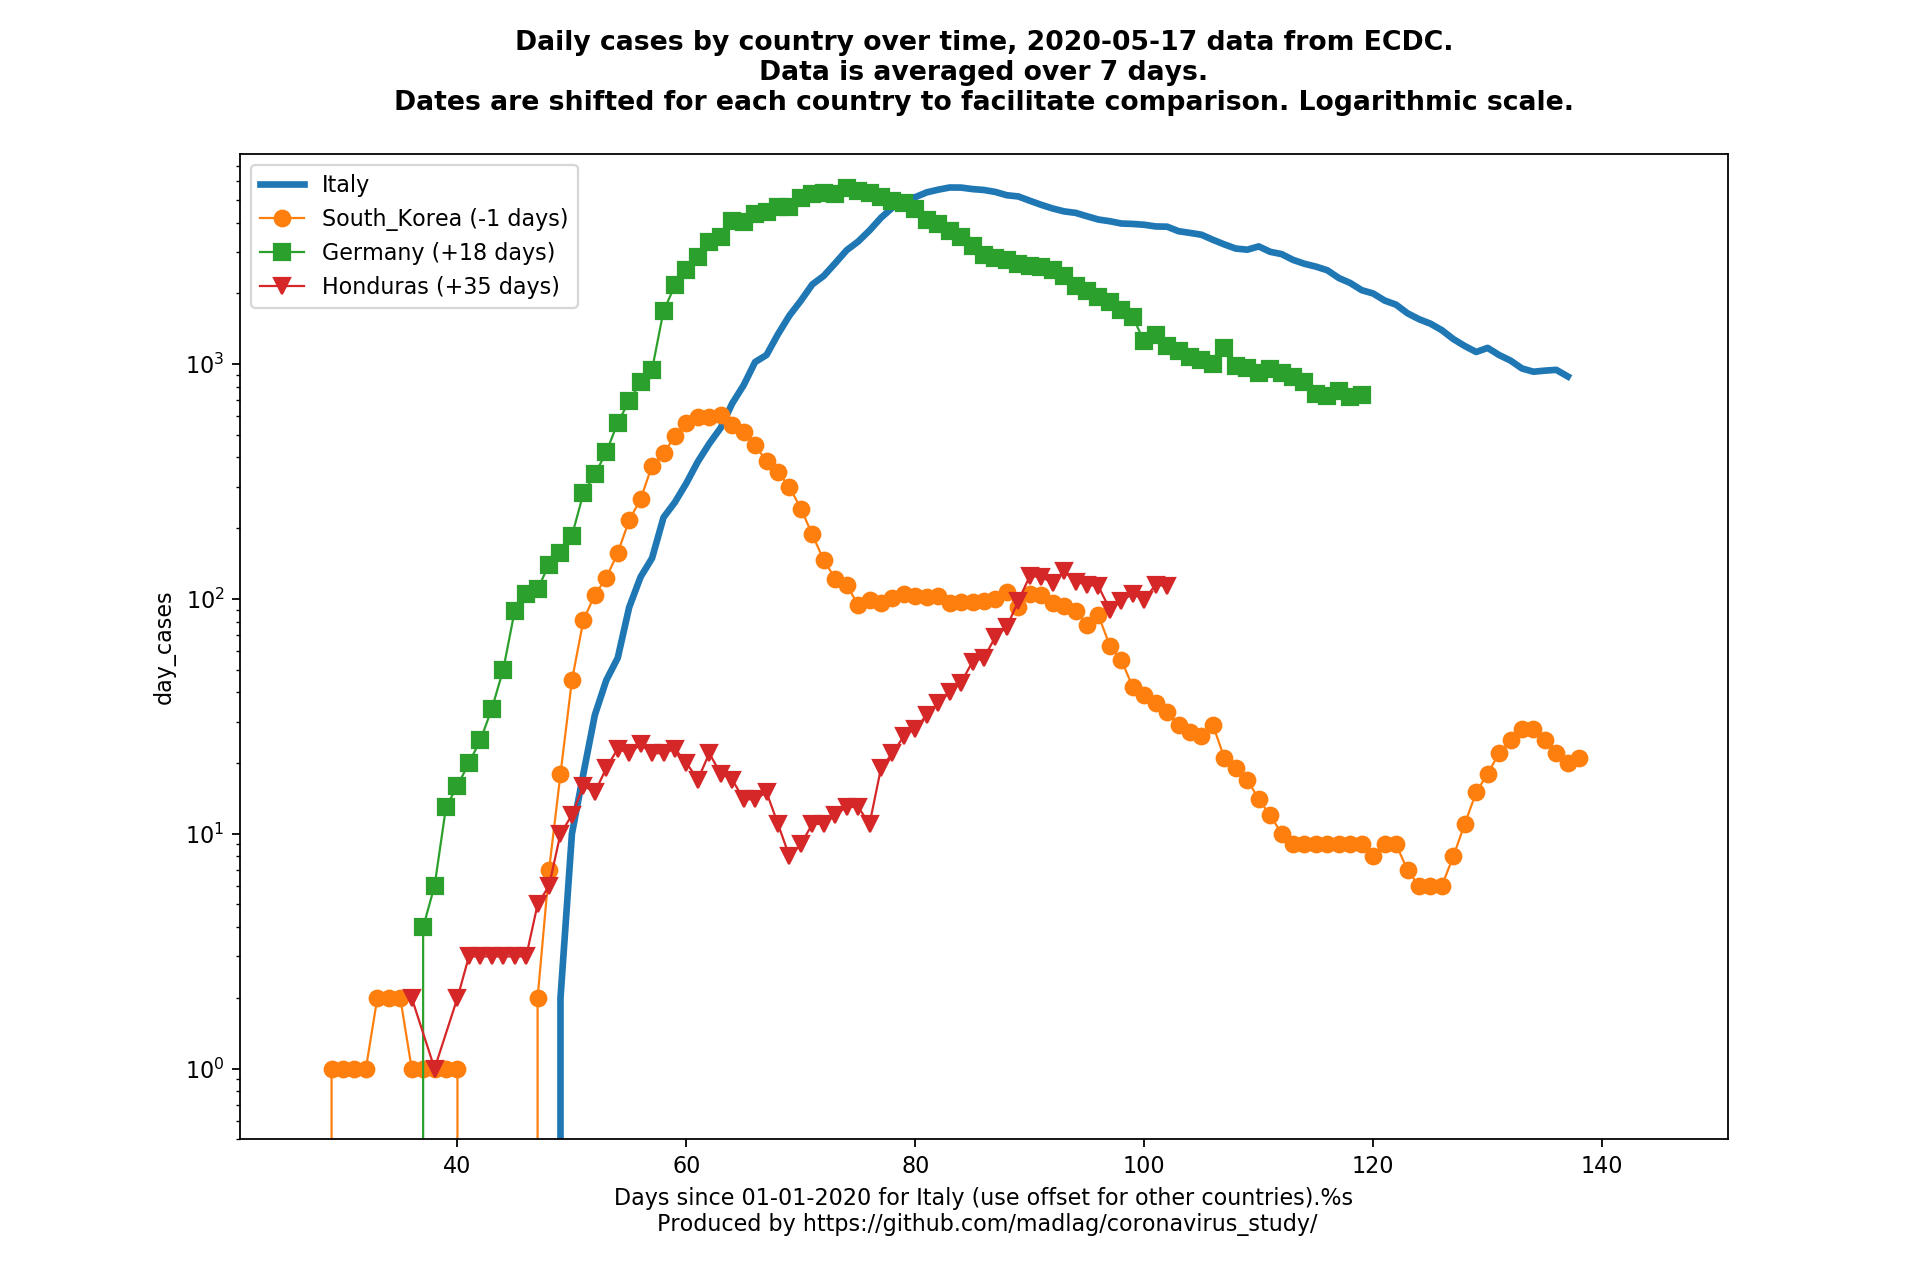 Daily cases by country over time, 2020-05-17 data from ECDC.
Data is averaged over 7 days.
Dates are shifted for each country to facilitate comparison. Logarithmic scale.
Italy
South_Korea (-1 days)
Germany (+18 days)
Honduras (+35 days)
10³
10²
10¹
10⁰
day_cases
40 60 80 100 120 140
Days since 01-01-2020 for Italy (use offset for other countries).%s
Produced by https://github.com/madlag/coronavirus_study/